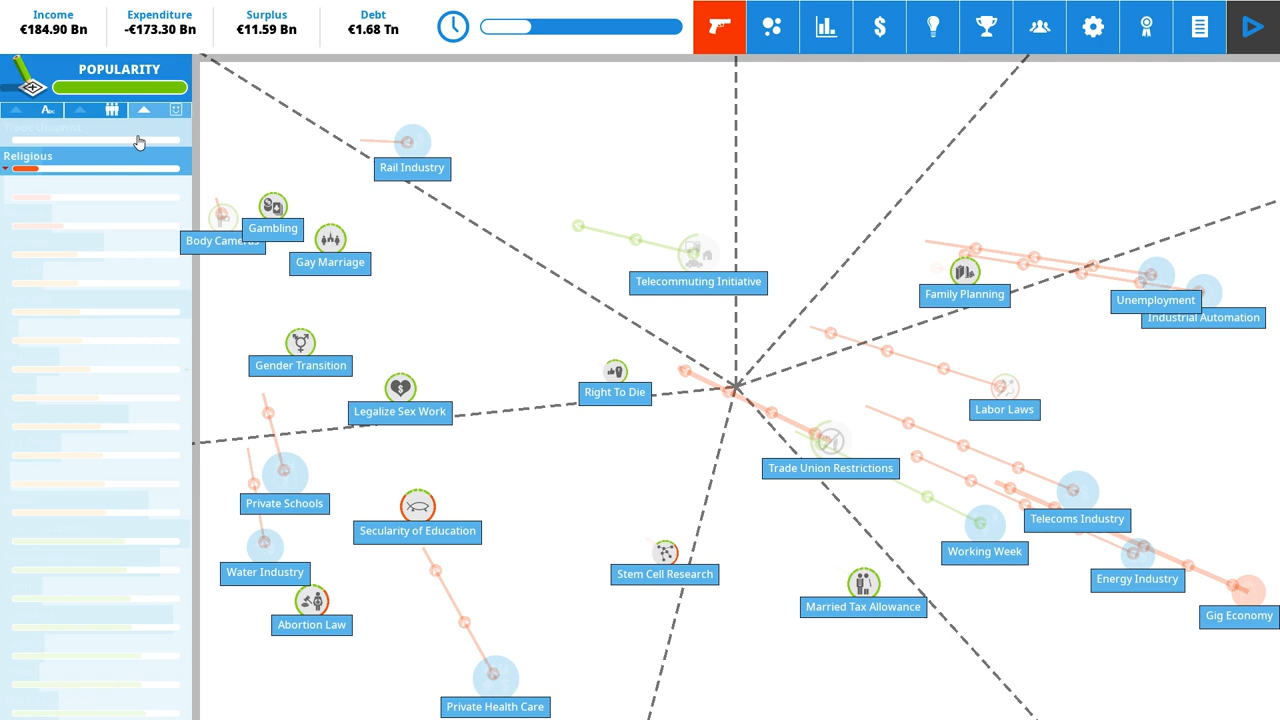 Income
Expenditure
Surplus
Debt
€184.90 Bn
-€173.30 Bn
€11.59 Bn
€1.68 Tn
POPULARITY
Religious
Rail Industry
Gambling
Body Cameras
Gay Marriage
Telecommuting Initiative
Family Planning
Unemployment
Industrial Automation
Gender Transition
Legalize Sex Work
Right To Die
Labor Laws
Trade Union Restrictions
Private Schools
Secularity of Education
Telecoms Industry
Working Week
Water Industry
Stem Cell Research
Energy Industry
Married Tax Allowance
Gig Economy
Abortion Law
Private Health Care